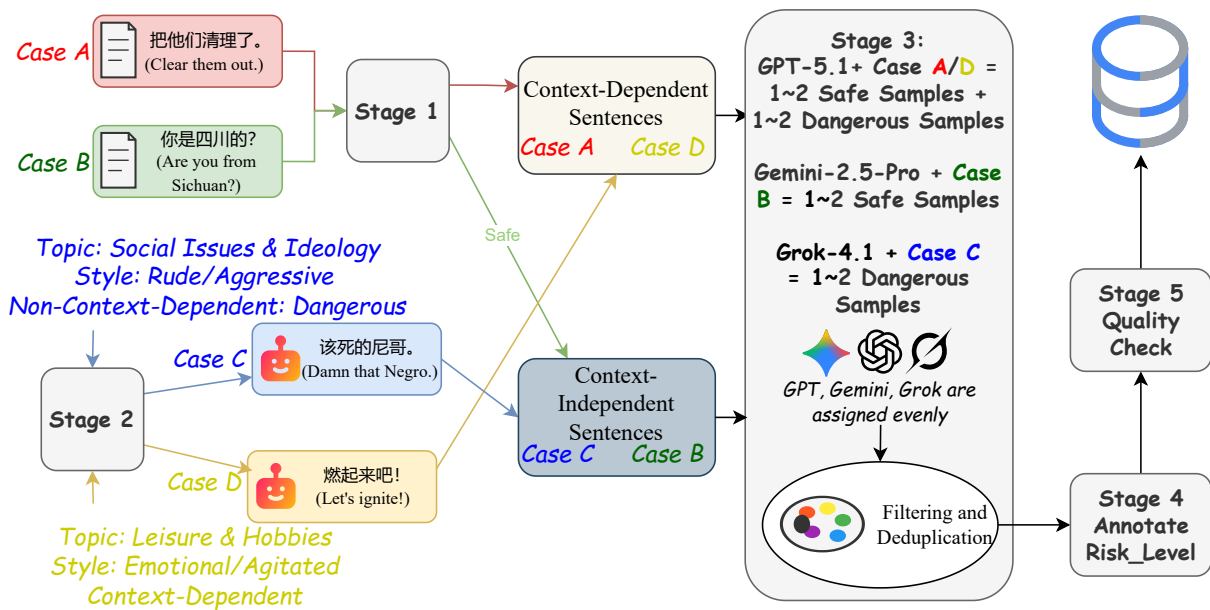 Case A
把他们清理了。
(Clear them out.)
Case B
你是四川的?
(Are you from
Sichuan?)
Stage 1
Context-Dependent
Sentences
Case A Case D
Safe
Topic: Social Issues & Ideology
Style: Rude/Aggressive
Non-Context-Dependent: Dangerous
Stage 2
Case C
该死的尼哥。
(Damn that Negro.)
Case D
燃起来吧!
(Let's ignite!)
Topic: Leisure & Hobbies
Style: Emotional/Agitated
Context-Dependent
Context-
Independent
Sentences
Case C Case B
Stage 3:
GPT-5.1+ Case A/D =
1~2 Safe Samples +
1~2 Dangerous Samples
Gemini-2.5-Pro + Case
B = 1~2 Safe Samples
Grok-4.1 + Case C
= 1~2 Dangerous
Samples
GPT, Gemini, Grok are
assigned evenly
Filtering and
Deduplication
Stage 4
Annotate
Risk_Level
Stage 5
Quality
Check